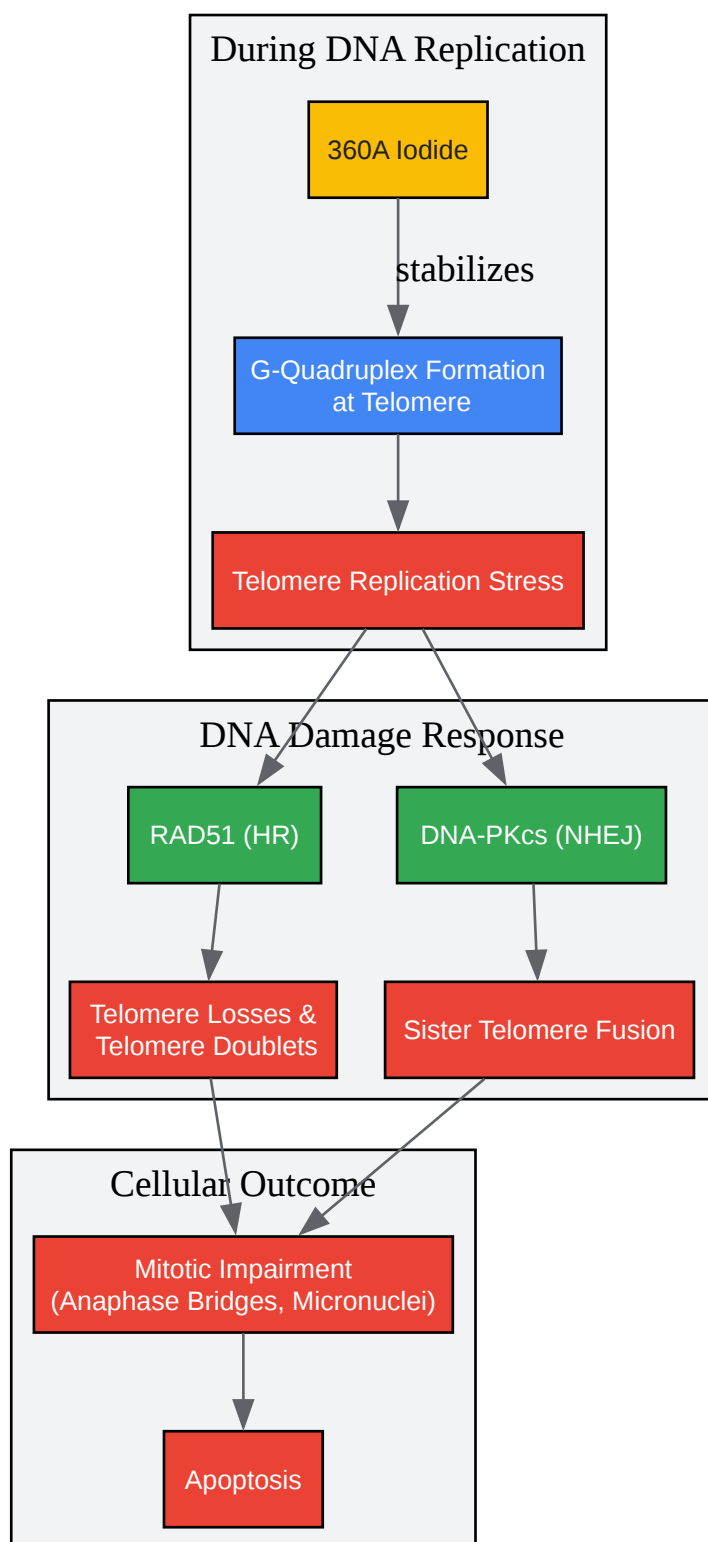 During DNA Replication
360A Iodide
stabilizes
G-Quadruplex Formation
at Telomere
Telomere Replication Stress
DNA Damage Response
RAD51 (HR)
DNA-PKcs (NHEJ)
Telomere Losses &
Telomere Doublets
Sister Telomere Fusion
Cellular Outcome
Mitotic Impairment
(Anaphase Bridges, Micronuclei)
Apoptosis